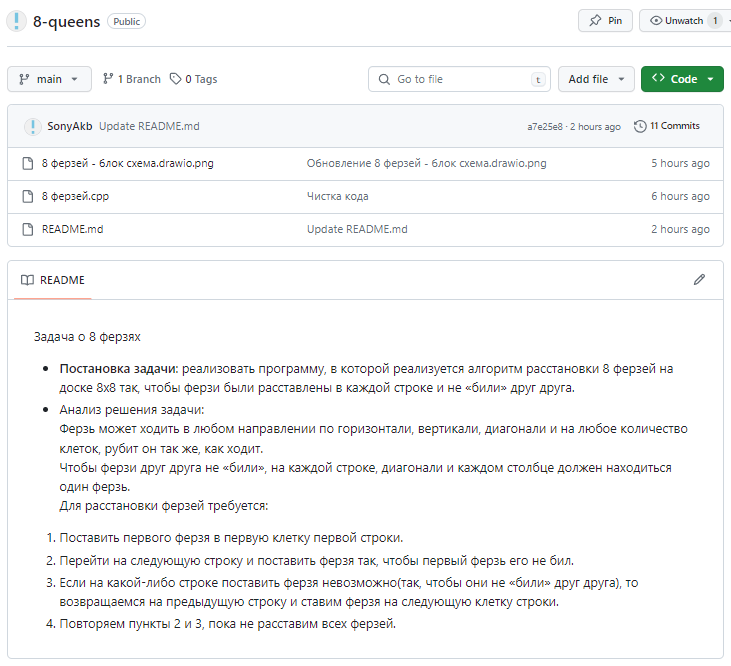 8-queens Public Pin Unwatch 1
main 1 Branch 0 Tags Go to file t Add file Code
SonyAkb Update README.md a7e25e8 · 2 hours ago 11 Commits
8 ферзей - блок схема.drawio.png Обновление 8 ферзей - блок схема.drawio.png 5 hours ago
8 ферзей.cpp Чистка кода 6 hours ago
README.md Update README.md 2 hours ago
README
Задача о 8 ферзях
• Постановка задачи: реализовать программу, в которой реализуется алгоритм расстановки 8 ферзей на
доске 8x8 так, чтобы ферзи были расставлены в каждой строке и не «били» друг друга.
• Анализ решения задачи:
Ферзь может ходить в любом направлении по горизонтали, вертикали, диагонали и на любое количество
клеток, рубит он так же, как ходит.
Чтобы ферзи друг друга не «били», на каждой строке, диагонали и каждом столбце должен находиться
один ферзь.
Для расстановки ферзей требуется:
1. Поставить первого ферзя в первую клетку первой строки.
2. Перейти на следующую строку и поставить ферзя так, чтобы первый ферзь его не бил.
3. Если на какой-либо строке поставить ферзя невозможно(так, чтобы они не «били» друг друга), то
возвращаемся на предыдущую строку и ставим ферзя на следующую клетку строки.
4. Повторяем пункты 2 и 3, пока не расставим всех ферзей.